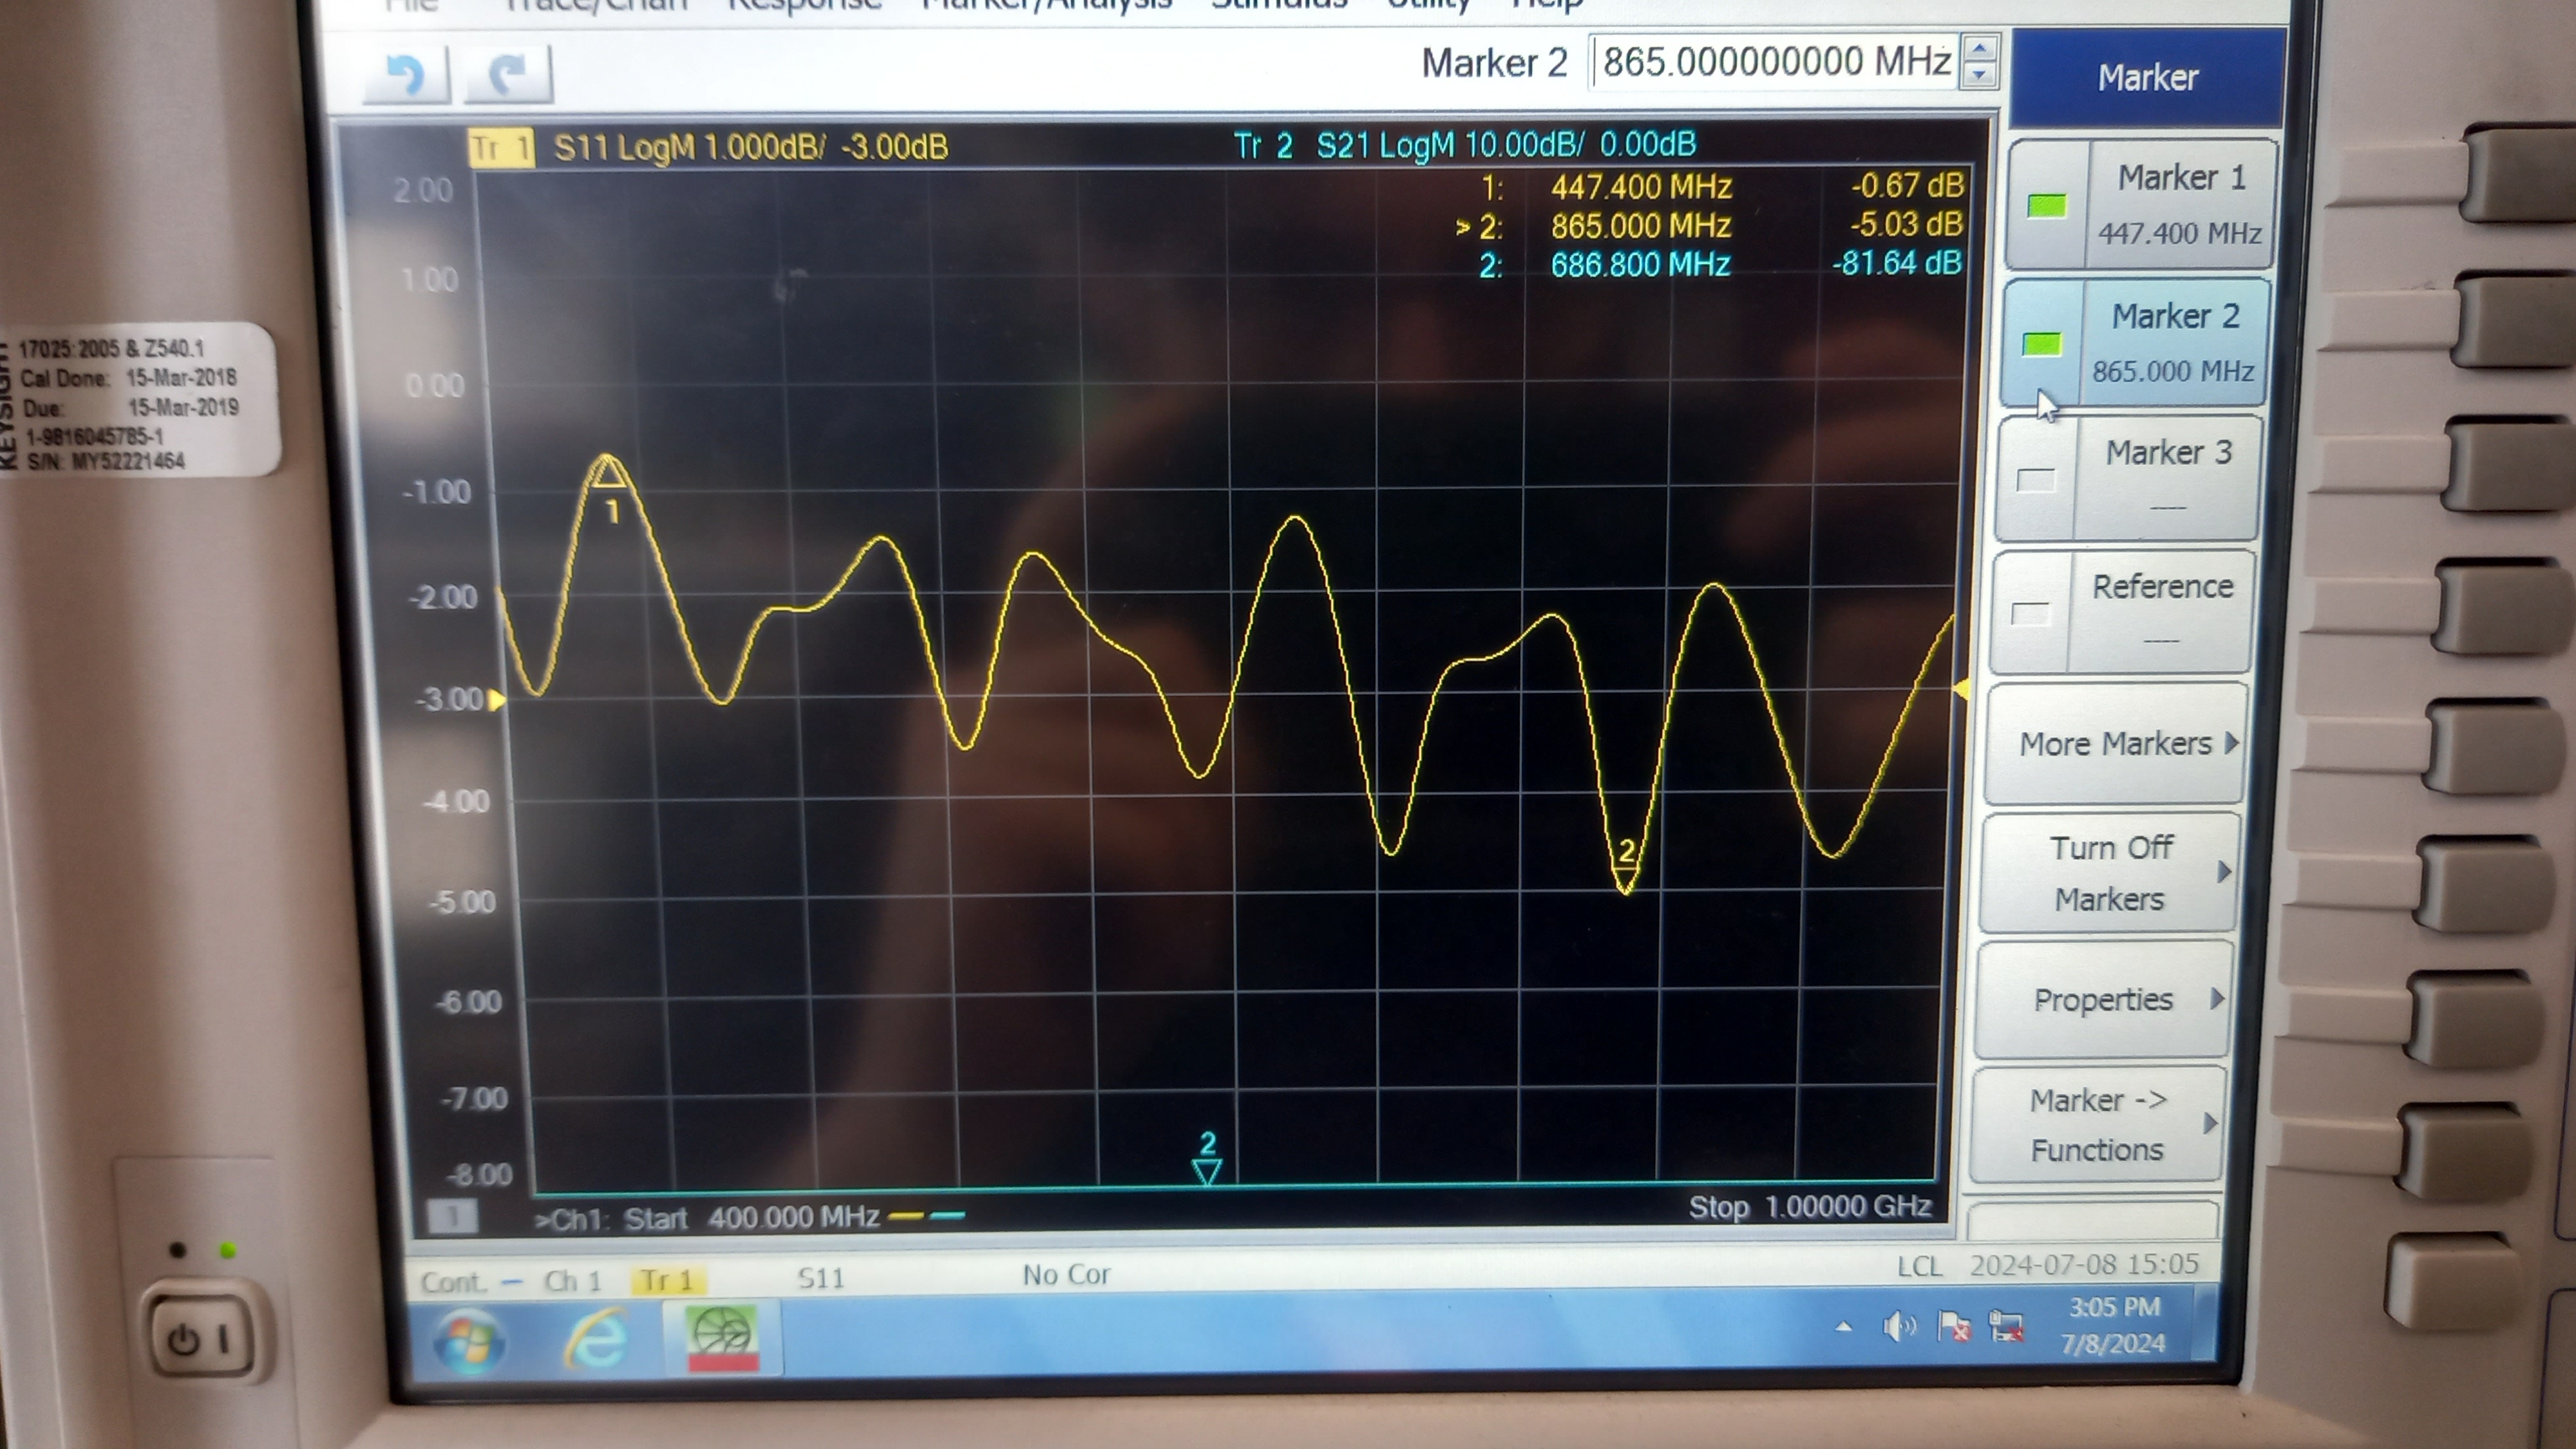 File Trace/Chan Response Marker/Analysis Stimulus Utility Help
Marker 2 865.000000000 MHz
Marker
Tr 1 S11 LogM 1.000dB/ -3.00dB
Tr 2 S21 LogM 10.00dB/ 0.00dB
1: 447.400 MHz -0.67 dB
> 2: 865.000 MHz -5.03 dB
2: 686.800 MHz -81.64 dB
2.00
1.00
0.00
-1.00
-2.00
-3.00
-4.00
-5.00
-6.00
-7.00
-8.00
1
2
2
1
>Ch1: Start 400.000 MHz
Stop 1.00000 GHz
Marker 1
447.400 MHz
Marker 2
865.000 MHz
Marker 3
----
Reference
----
More Markers
Turn Off
Markers
Properties
Marker ->
Functions
Cont. Ch 1 Tr 1 S11 No Cor LCL 2024-07-08 15:05
3:05 PM
7/8/2024
KEYSIGHT
17025:2005 & Z540.1
Cal Done: 15-Mar-2018
Due: 15-Mar-2019
1-9816045785-1
S/N: MY52221464